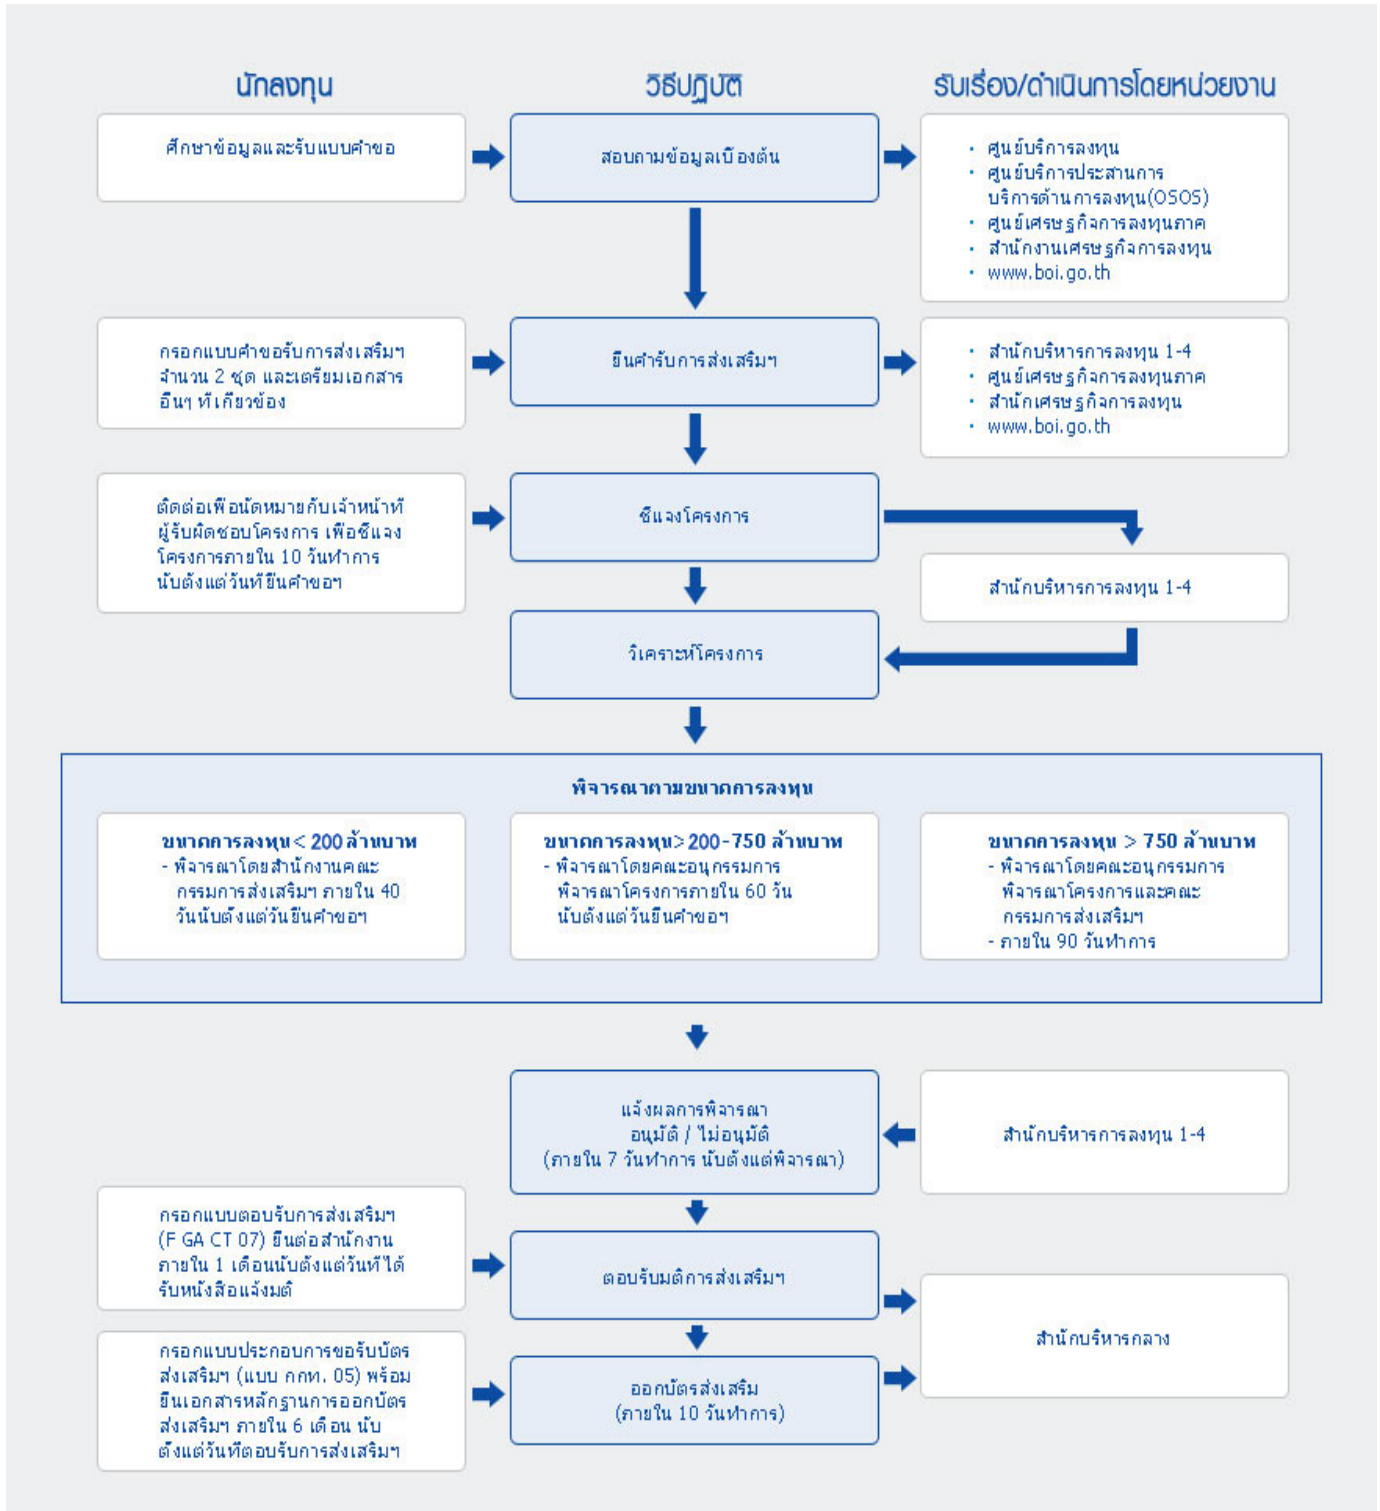 นักลงทุน
วิธีปฏิบัติ
รับเรื่อง/ดำเนินการโดยหน่วยงาน
ศึกษาข้อมูลและรับแบบคำขอ
สอบถามข้อมูลเบื้องต้น
· ศูนย์บริการลงทุน
· ศูนย์บริการประสานการ
บริการด้านการลงทุน(OSOS)
· ศูนย์เศรษฐกิจการลงทุนภาค
· สำนักงานเศรษฐกิจการลงทุน
· www.boi.go.th
กรอกแบบคำขอรับการส่งเสริมฯ
จำนวน 2 ชุด และเตรียมเอกสาร
อื่นๆ ที่เกี่ยวข้อง
ยื่นคำรับการส่งเสริมฯ
· สำนักบริหารการลงทุน 1-4
· ศูนย์เศรษฐกิจการลงทุนภาค
· สำนักเศรษฐกิจการลงทุน
· www.boi.go.th
ติดต่อเพื่อนัดหมายกับเจ้าหน้าที่
ผู้รับผิดชอบโครงการ เพื่อชี้แจง
โครงการภายใน 10 วันทำการ
นับตั้งแต่วันที่ยื่นคำขอฯ
ชี้แจงโครงการ
สำนักบริหารการลงทุน 1-4
วิเคราะห์โครงการ
พิจารณาตามขนาดการลงทุน
ขนาดการลงทุน< 200 ล้านบาท
- พิจารณาโดยสำนักงานคณะ
กรรมการส่งเสริมฯ ภายใน 40
วันนับตั้งแต่วันยื่นคำขอฯ
ขนาดการลงทุน> 200-750 ล้านบาท
- พิจารณาโดยคณะอนุกรรมการ
พิจารณาโครงการภายใน 60 วัน
นับตั้งแต่วันยื่นคำขอฯ
ขนาดการลงทุน > 750 ล้านบาท
- พิจารณาโดยคณะอนุกรรมการ
พิจารณาโครงการและคณะ
กรรมการส่งเสริมฯ
- ภายใน 90 วันทำการ
แจ้งผลการพิจารณา
อนุมัติ / ไม่อนุมัติ
(ภายใน 7 วันทำการ นับตั้งแต่พิจารณา)
สำนักบริหารการลงทุน 1-4
กรอกแบบตอบรับการส่งเสริมฯ
(F GA CT 07) ยื่นต่อสำนักงาน
ภายใน 1 เดือนนับตั้งแต่วันที่ได้
รับหนังสือแจ้งมติ
ตอบรับมติการส่งเสริมฯ
สำนักบริหารกลาง
กรอกแบบประกอบการขอรับบัตร
ส่งเสริมฯ (แบบ กกท. 05) พร้อม
ยื่นเอกสารหลักฐานการออกบัตร
ส่งเสริมฯ ภายใน 6 เดือน นับ
ตั้งแต่วันที่ตอบรับการส่งเสริมฯ
ออกบัตรส่งเสริม
(ภายใน 10 วันทำการ)